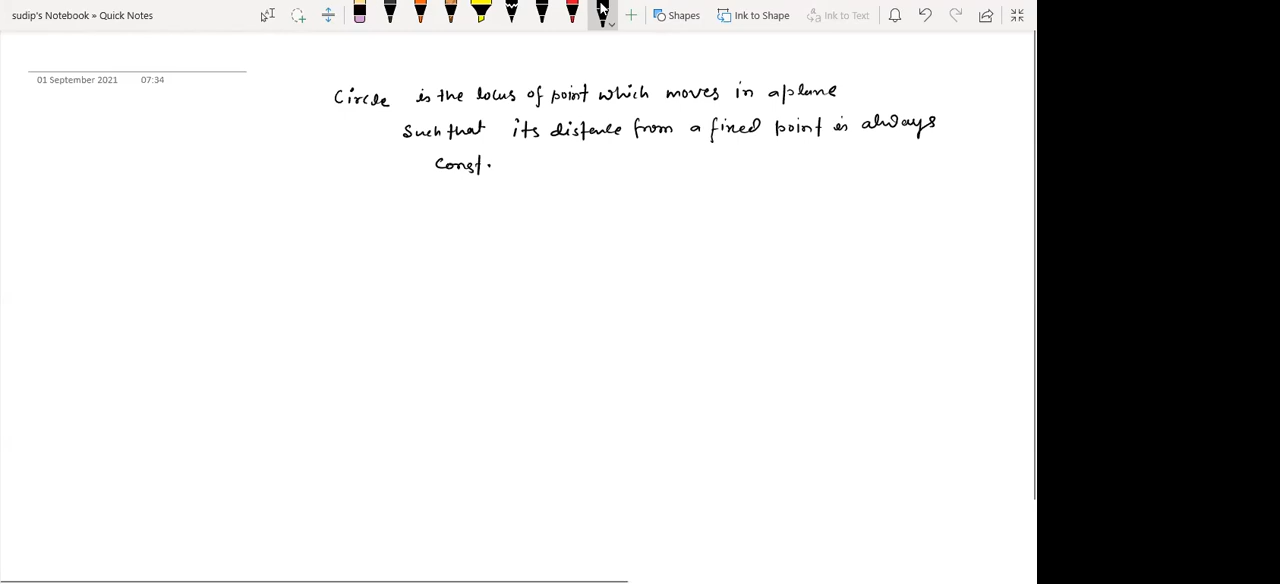 sudip's Notebook » Quick Notes
Shapes
Ink to Shape
Ink to Text
01 September 2021 07:34
Circle is the locus of point which moves in a plane
Such that its distance from a fixed point is always
Const.